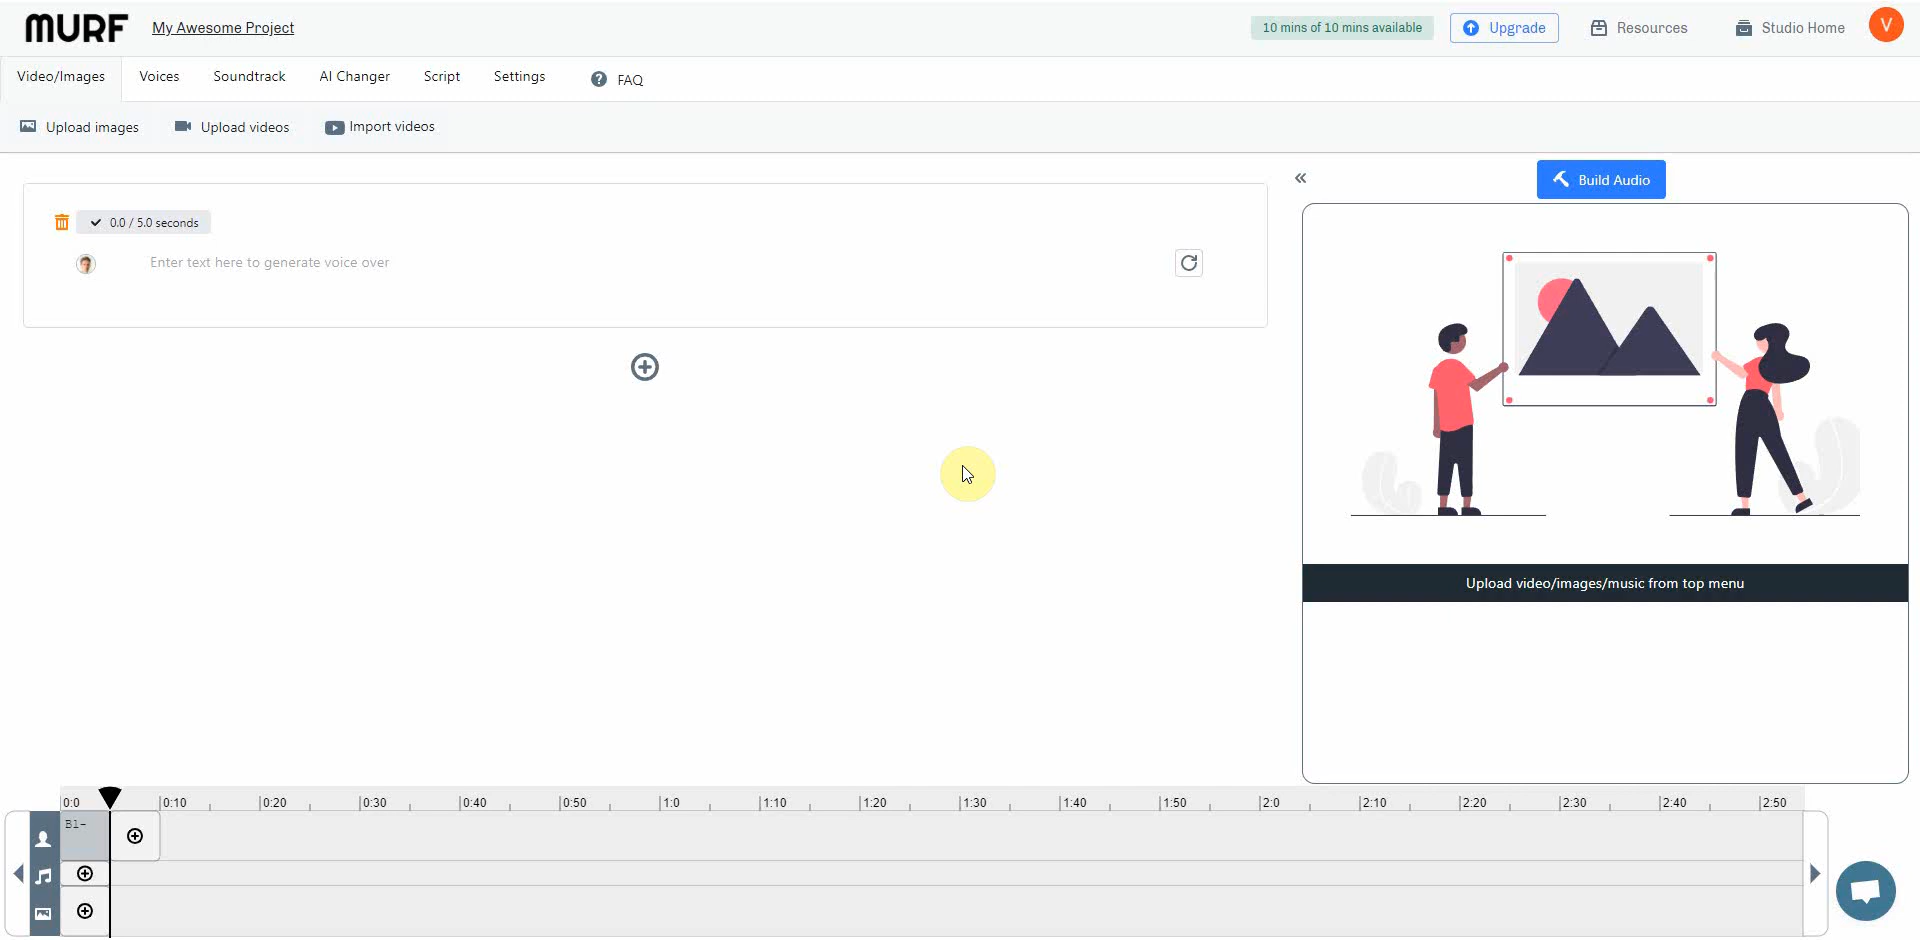 MURF My Awesome Project 10 mins of 10 mins available Upgrade Resources Studio Home V
Video/Images Voices Soundtrack AI Changer Script Settings ? FAQ
Upload images Upload videos Import videos
Build Audio
0.0 / 5.0 seconds
Enter text here to generate voice over
Upload video/images/music from top menu
0:0 0:10 0:20 0:30 0:40 0:50 1:0 1:10 1:20 1:30 1:40 1:50 2:0 2:10 2:20 2:30 2:40 2:50
Bl-